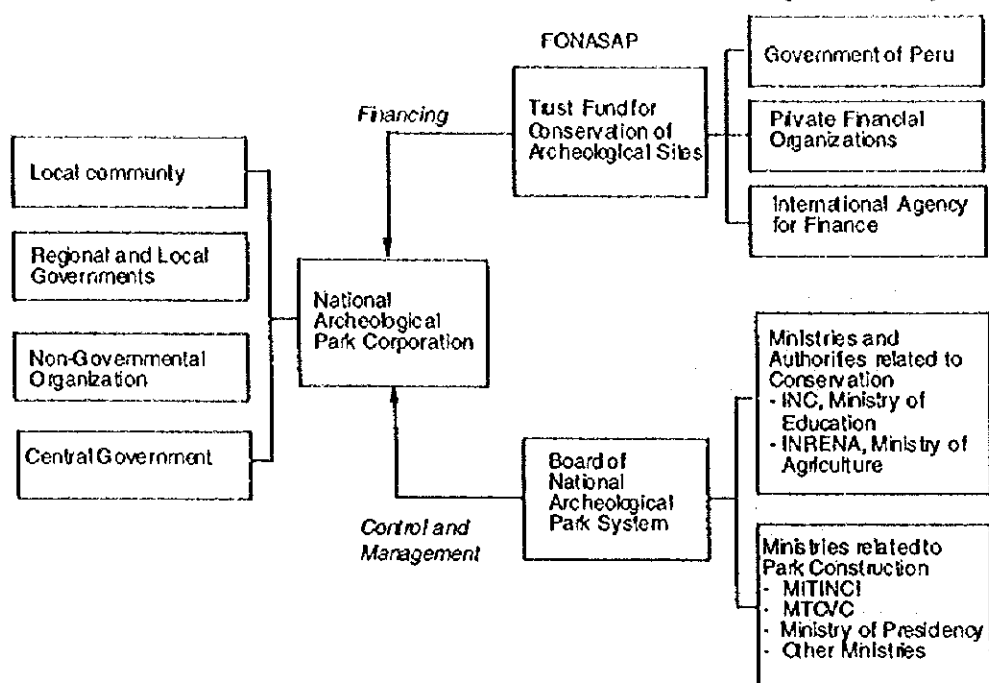 FONASAP
Government of Peru
Financing
Trust Fund for
Conservation of
Archeological Sites
Private Financial
Organizations
International Agency
for Finance
Local community
Regional and Local
Governments
Non-Governmental
Organization
Central Government
National
Archeological
Park Corporation
Control and
Management
Board of
National
Archeological
Park System
Ministries and
Authorities related to
Conservation
- INC, Ministry of
Education
- INRENA, Ministry of
Agriculture
Ministries related to
Park Construction
- MITINCI
- MTCVC
- Ministry of Presidency
- Other Ministries